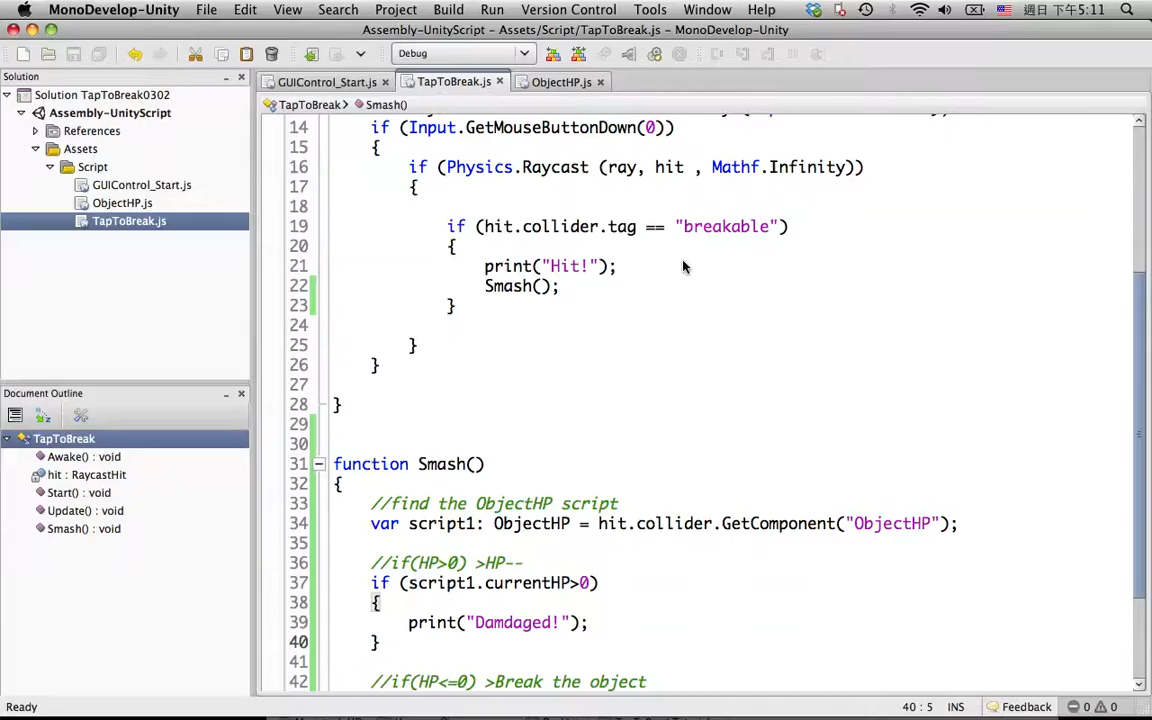 MonoDevelop-Unity File Edit View Search Project Build Run Version Control Tools Window Help 週日 下午5:11
Assembly-UnityScript - Assets/Script/TapToBreak.js - MonoDevelop-Unity
Debug
Solution
Solution TapToBreak0302
Assembly-UnityScript
References
Assets
Script
GUIControl_Start.js
ObjectHP.js
TapToBreak.js
Document Outline
TapToBreak
Awake() : void
hit : RaycastHit
Start() : void
Update() : void
Smash() : void
GUIControl_Start.js TapToBreak.js ObjectHP.js
TapToBreak Smash()
14 if (Input.GetMouseButtonDown(0))
15 {
16 if (Physics.Raycast (ray, hit , Mathf.Infinity))
17 {
18
19 if (hit.collider.tag == "breakable")
20 {
21 print("Hit!");
22 Smash();
23 }
24
25 }
26 }
27
28 }
29
30
31 function Smash()
32 {
33 //find the ObjectHP script
34 var script1: ObjectHP = hit.collider.GetComponent("ObjectHP");
35
36 //if(HP>0) >HP--
37 if (script1.currentHP>0)
38 {
39 print("Damdaged!");
40 }
41
42 //if(HP<=0) >Break the object
Ready 40 : 5 INS Feedback 0 0